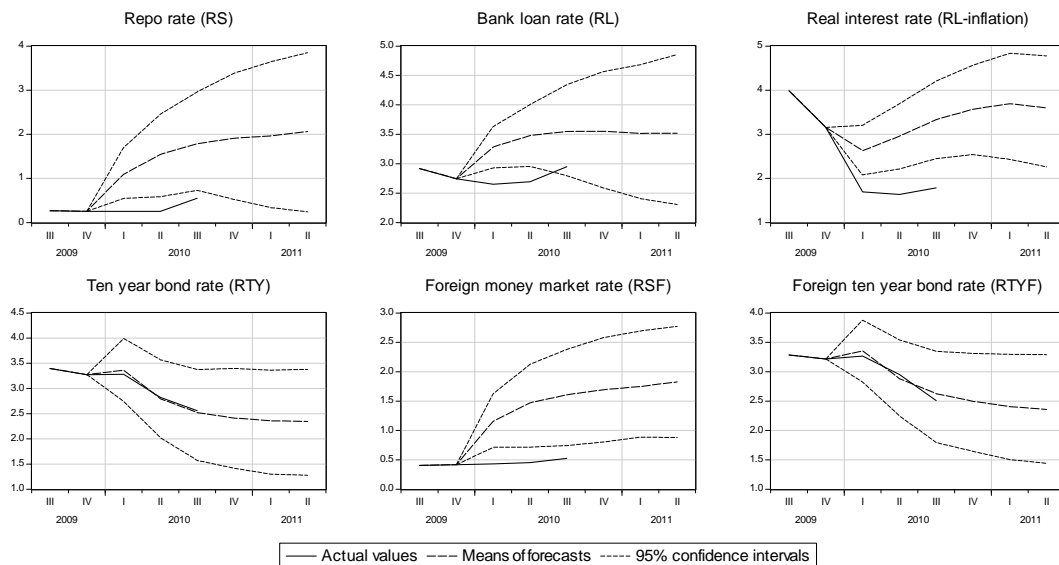 Repo rate (RS)
4
3
2
1
0
III IV I II III IV I II
2009 2010 2011
Bank loan rate (RL)
5.0
4.5
4.0
3.5
3.0
2.5
2.0
III IV I II III IV I II
2009 2010 2011
Real interest rate (RL-inflation)
5
4
3
2
1
III IV I II III IV I II
2009 2010 2011
Ten year bond rate (RTY)
4.5
4.0
3.5
3.0
2.5
2.0
1.5
1.0
III IV I II III IV I II
2009 2010 2011
Foreign money market rate (RSF)
3.0
2.5
2.0
1.5
1.0
0.5
0.0
III IV I II III IV I II
2009 2010 2011
Foreign ten year bond rate (RTYF)
4.0
3.5
3.0
2.5
2.0
1.5
1.0
III IV I II III IV I II
2009 2010 2011
Actual values Means of forecasts 95% confidence intervals